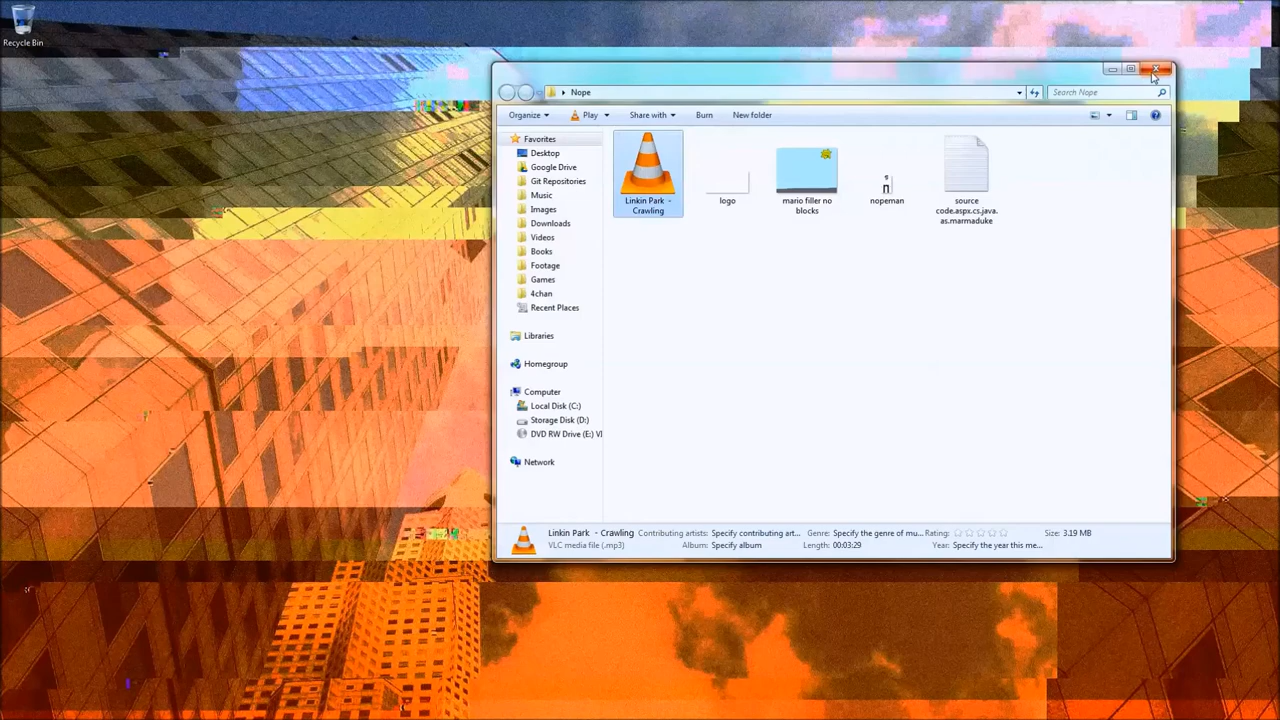 Recycle Bin
Nope
Search Nope
Organize
Play
Share with
Burn
New folder
Favorites
Desktop
Google Drive
Git Repositories
Music
Images
Downloads
Videos
Books
Footage
Games
4chan
Recent Places
Libraries
Homegroup
Computer
Local Disk (C:)
Storage Disk (D:)
DVD RW Drive (E:) VI
Network
Linkin Park -
Crawling
logo
mario filler no
blocks
nopeman
source
code.aspx.cs.java.
as.marmaduke
Linkin Park - Crawling Contributing artists: Specify contributing art... Genre: Specify the genre of mu... Rating: Size: 3.19 MB
VLC media file (.mp3) Album: Specify album Length: 00:03:29 Year: Specify the year this me...